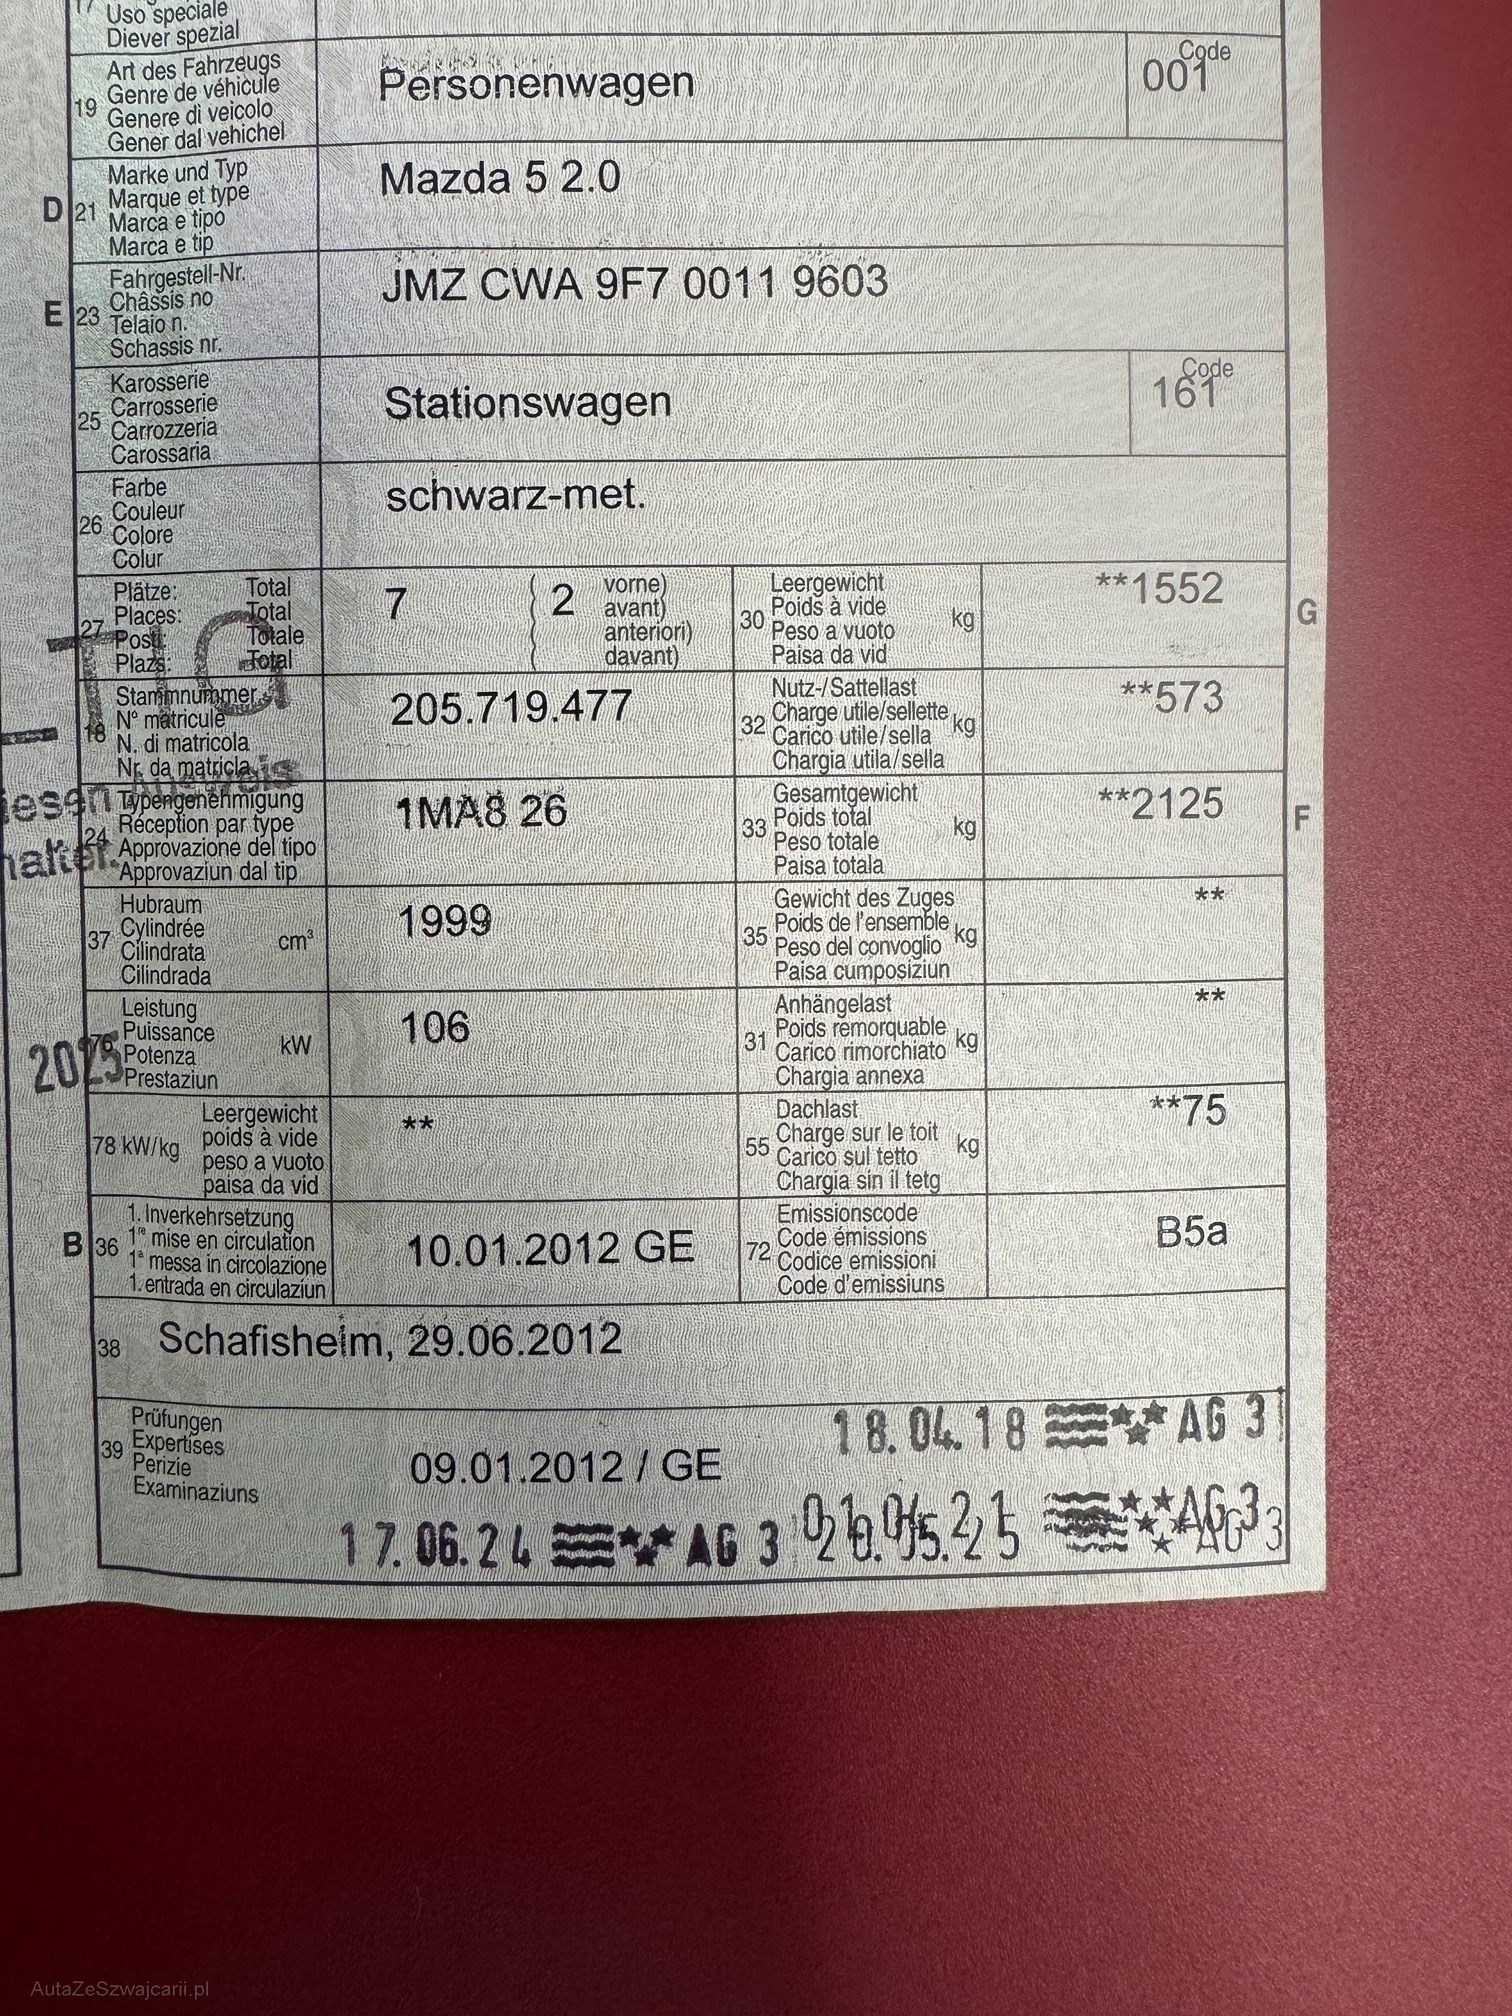 17
Uso speciale
Diever spezial
19
Art des Fahrzeugs
Genre de véhicule
Genere di veicolo
Gener dal vehichel
Personenwagen
Code
001
D
21
Marke und Typ
Marque et type
Marca e tipo
Marca e tip
Mazda 5 2.0
E
23
Fahrgestell-Nr.
Châssis no
Telaio n.
Schassis nr.
JMZ CWA 9F7 0011 9603
25
Karosserie
Carrosserie
Carrozzeria
Carossaria
Stationswagen
Code
161
26
Farbe
Couleur
Colore
Colur
schwarz-met.
27
Plätze: Total
Places: Total
Posti: Totale
Plazs: Total
7
2
vorne)
avant)
anteriori)
davant)
30
Leergewicht
Poids à vide
Peso a vuoto
Paisa da vid
kg
**1552
G
18
Stammnummer
N° matricule
N. di matricola
Nr. da matricla
205.719.477
32
Nutz-/Sattellast
Charge utile/sellette
Carico utile/sella
Chargia utila/sella
kg
**573
24
Typengenehmigung
Réception par type
Approvazione del tipo
Approvaziun dal tip
1MA8 26
33
Gesamtgewicht
Poids total
Peso totale
Paisa totala
kg
**2125
F
37
Hubraum
Cylindrée
Cilindrata
Cilindrada
cm³
1999
35
Gewicht des Zuges
Poids de l'ensemble
Peso del convoglio
Paisa cumposiziun
kg
**
76
Leistung
Puissance
Potenza
Prestaziun
kW
106
2025
31
Anhängelast
Poids remorquable
Carico rimorchiato
Chargia annexa
kg
**
78 kW/kg
Leergewicht
poids à vide
peso a vuoto
paisa da vid
**
55
Dachlast
Charge sur le toit
Carico sul tetto
Chargia sin il tetg
kg
**75
B
36
1. Inverkehrsetzung
1re mise en circulation
1a messa in circolazione
1. entrada en circulaziun
10.01.2012 GE
72
Emissionscode
Code émissions
Codice emissioni
Code d'emissiuns
B5a
38
Schafisheim, 29.06.2012
39
Prüfungen
Expertises
Perizie
Examinaziuns
09.01.2012 / GE
18.04.18 AG 31
17.06.24 AG 3
AutaZeSzwajcarii.pl